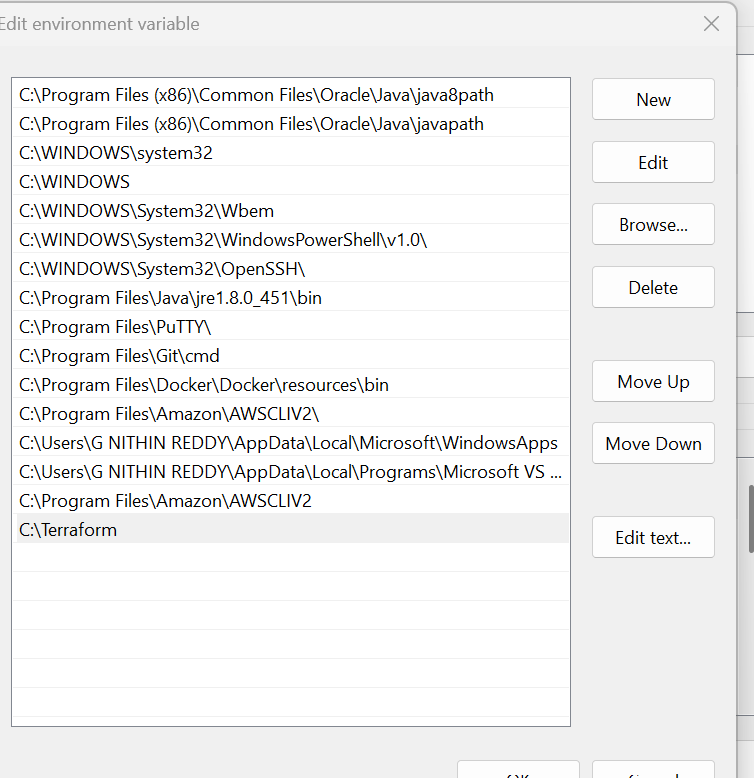 Edit environment variable
C:\Program Files (x86)\Common Files\Oracle\Java\java8path
C:\Program Files (x86)\Common Files\Oracle\Java\javapath
C:\WINDOWS\system32
C:\WINDOWS
C:\WINDOWS\System32\Wbem
C:\WINDOWS\System32\WindowsPowerShell\v1.0\
C:\WINDOWS\System32\OpenSSH\
C:\Program Files\Java\jre1.8.0_451\bin
C:\Program Files\PuTTY\
C:\Program Files\Git\cmd
C:\Program Files\Docker\Docker\resources\bin
C:\Program Files\Amazon\AWSCLIV2\
C:\Users\G NITHIN REDDY\AppData\Local\Microsoft\WindowsApps
C:\Users\G NITHIN REDDY\AppData\Local\Programs\Microsoft VS ...
C:\Program Files\Amazon\AWSCLIV2
C:\Terraform
New
Edit
Browse...
Delete
Move Up
Move Down
Edit text...